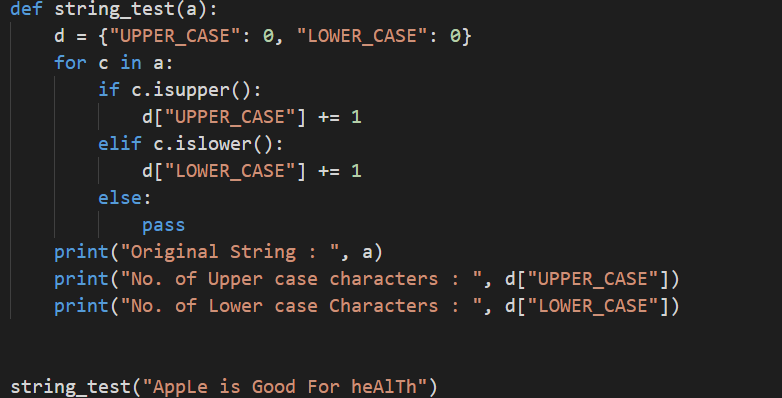 def string_test(a):
    d = {"UPPER_CASE": 0, "LOWER_CASE": 0}
    for c in a:
        if c.isupper():
            d["UPPER_CASE"] += 1
        elif c.islower():
            d["LOWER_CASE"] += 1
        else:
            pass
    print("Original String : ", a)
    print("No. of Upper case characters : ", d["UPPER_CASE"])
    print("No. of Lower case Characters : ", d["LOWER_CASE"])
string_test("AppLe is Good For heAlTh")